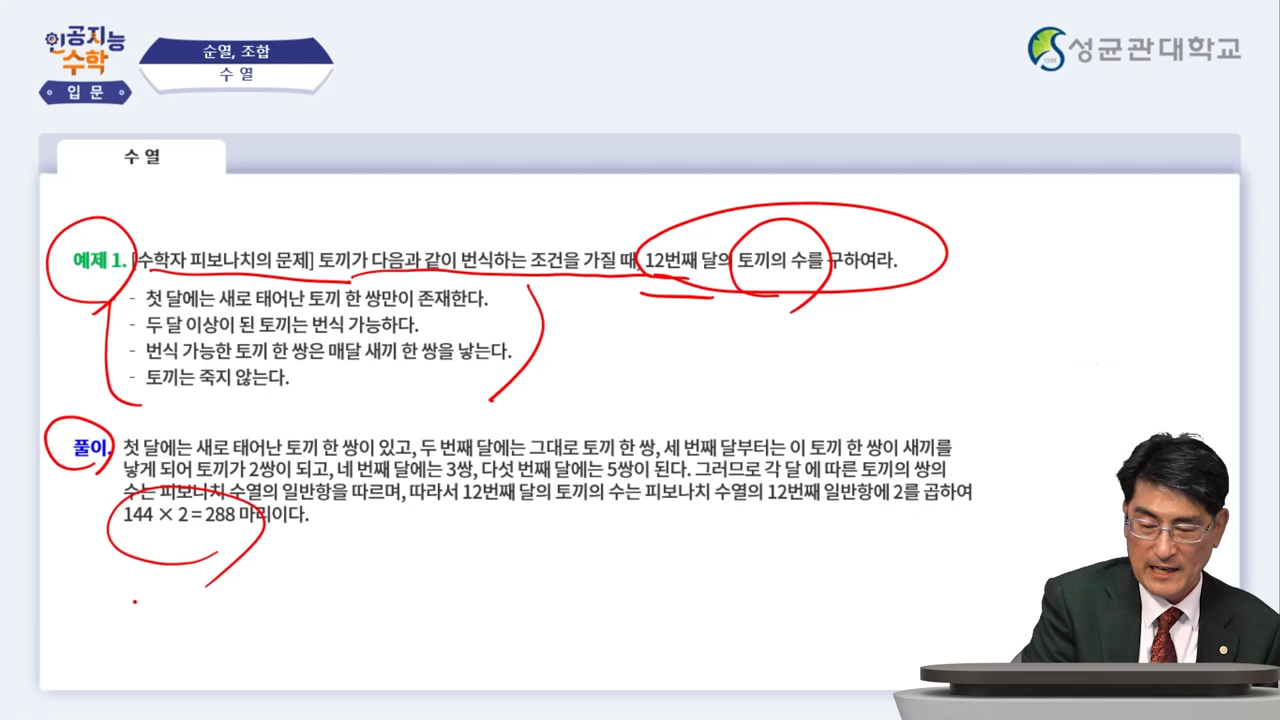 인공지능
수학
입문
순열, 조합
수 열
성균관대학교
수 열
예제 1. [수학자 피보나치의 문제] 토끼가 다음과 같이 번식하는 조건을 가질 때, 12번째 달의 토끼의 수를 구하여라.
- 첫 달에는 새로 태어난 토끼 한 쌍만이 존재한다.
- 두 달 이상이 된 토끼는 번식 가능하다.
- 번식 가능한 토끼 한 쌍은 매달 새끼 한 쌍을 낳는다.
- 토끼는 죽지 않는다.
풀이. 첫 달에는 새로 태어난 토끼 한 쌍이 있고, 두 번째 달에는 그대로 토끼 한 쌍, 세 번째 달부터는 이 토끼 한 쌍이 새끼를
낳게 되어 토끼가 2쌍이 되고, 네 번째 달에는 3쌍, 다섯 번째 달에는 5쌍이 된다. 그러므로 각 달 에 따른 토끼의 쌍의
수는 피보나치 수열의 일반항을 따르며, 따라서 12번째 달의 토끼의 수는 피보나치 수열의 12번째 일반항에 2를 곱하여
144 × 2 = 288 마리이다.